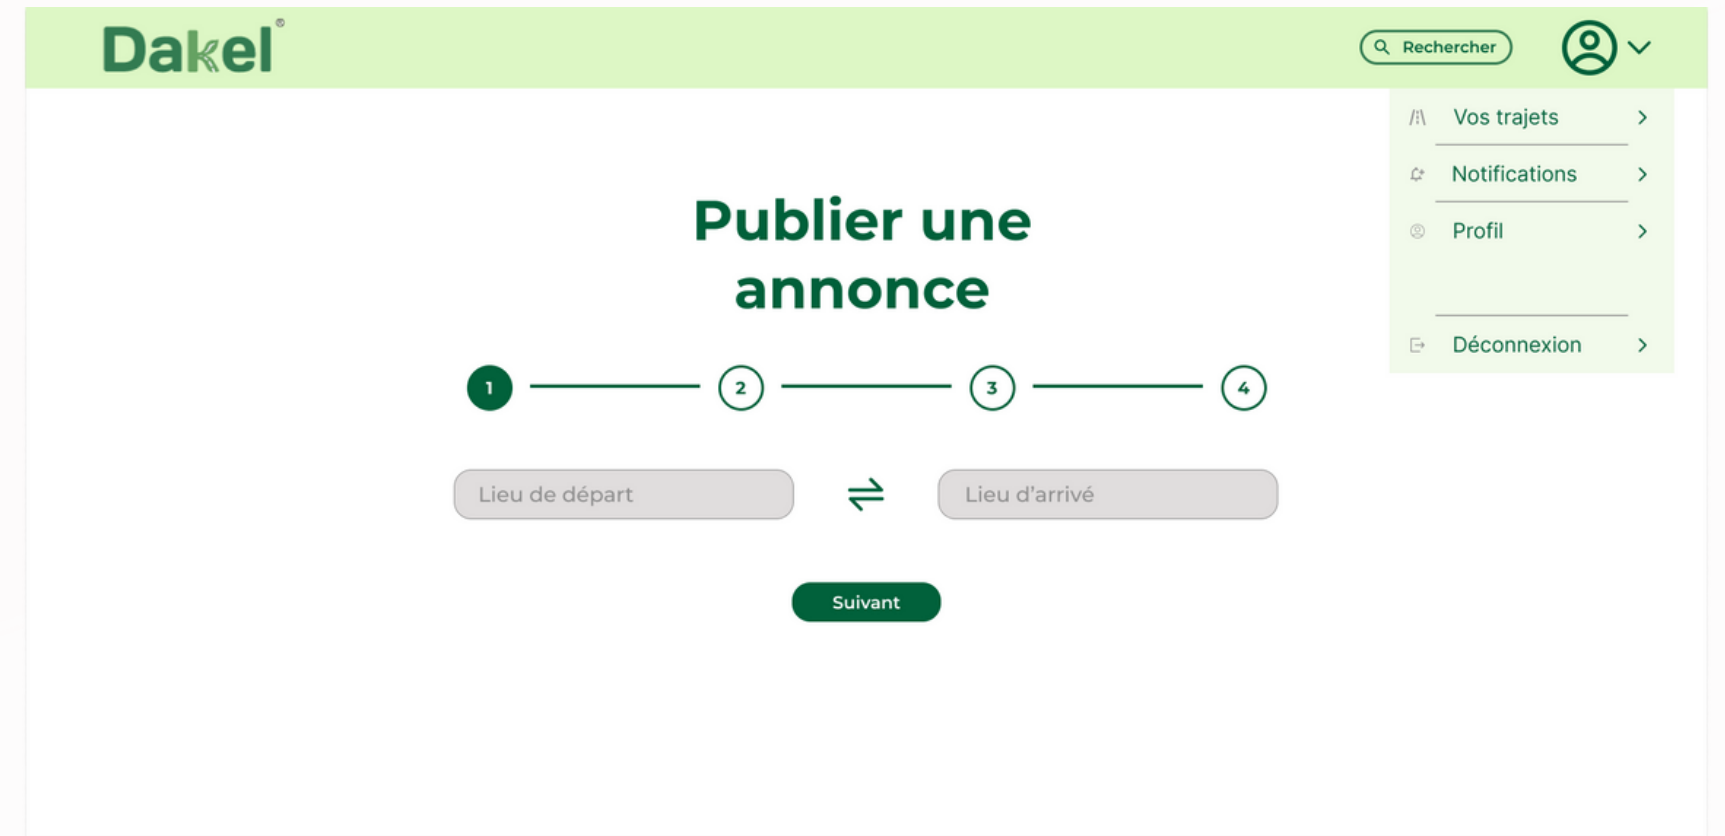 Dakel®
Rechercher
Vos trajets
Notifications
Profil
Déconnexion
Publier une
annonce
1
2
3
4
Lieu de départ
Lieu d’arrivé
Suivant